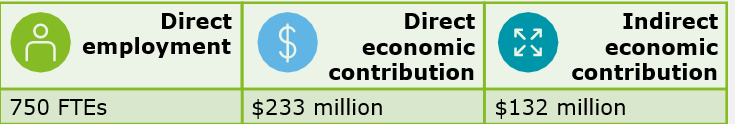 Direct
employment
Direct
economic
contribution
Indirect
economic
contribution
750 FTEs
$233 million
$132 million